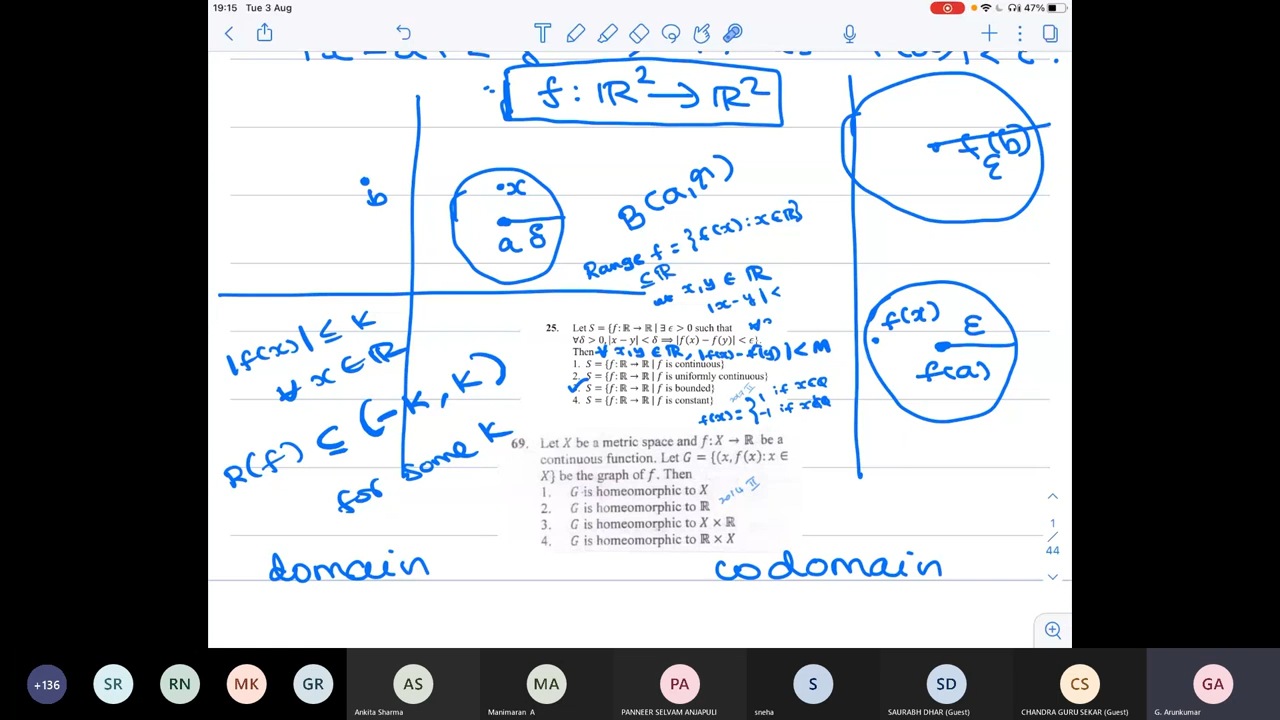 19:15 Tue 3 Aug
47%
f : ℝ² → ℝ²
b
x
a δ
B(a,η)
f(b)
ε
Range f = {f(x) : x ∈ ℝ}
⊆ ℝ
x, y ∈ ℝ
|x-y| <
f(x) ε
f(a)
|f(x)| ≤ K
∀ x ∈ ℝ
R(f) ⊆ (-K, K)
for some K
25. Let S = {f: ℝ → ℝ | ∃ ϵ > 0 such that
∀δ > 0, |x − y| < δ ⟹ |f(x) − f(y)| < ϵ}.
Then
∀ x, y ∈ ℝ, |f(x)-f(y)| < M
1. S = {f: ℝ → ℝ | f is continuous}
2. S = {f: ℝ → ℝ | f is uniformly continuous}
S = {f: ℝ → ℝ | f is bounded}
4. S = {f: ℝ → ℝ | f is constant}
f(x) = { 1 if x∈Q
-1 if x∉Q
69. Let X be a metric space and f: X → ℝ be a
continuous function. Let G = {(x, f(x): x ∈
X} be the graph of f. Then
1. G is homeomorphic to X
2. G is homeomorphic to ℝ
3. G is homeomorphic to X × ℝ
4. G is homeomorphic to ℝ × X
2014 II
domain codomain
1
/
44
+136 SR RN MK GR AS MA PA S SD CS GA
Ankita Sharma Manimaran A PANNEER SELVAM ANJAPULI sneha SAURABH DHAR (Guest) CHANDRA GURU SEKAR (Guest) G. Arunkumar